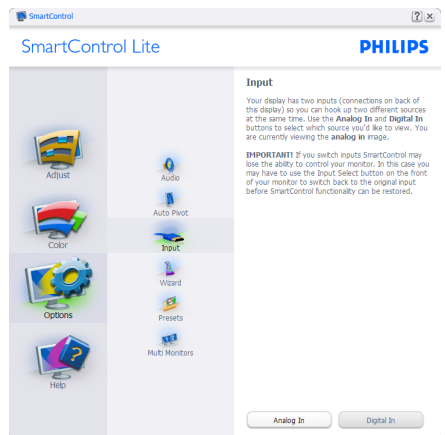 SmartControl
SmartControl Lite
PHILIPS
Adjust
Color
Options
Help
Audio
Auto Pivot
Input
Wizard
Presets
Multi Monitors
Input
Your display has two inputs (connections on back of
this display) so you can hook up two different sources
at the same time. Use the Analog In and Digital In
buttons to select which source you'd like to view. You
are currently viewing the analog in image.
IMPORTANT! If you switch inputs SmartControl may
lose the ability to control your monitor. In this case you
may have to use the Input Select button on the front
of your monitor to switch back to the original input
before SmartControl functionality can be restored.
Analog In
Digital In